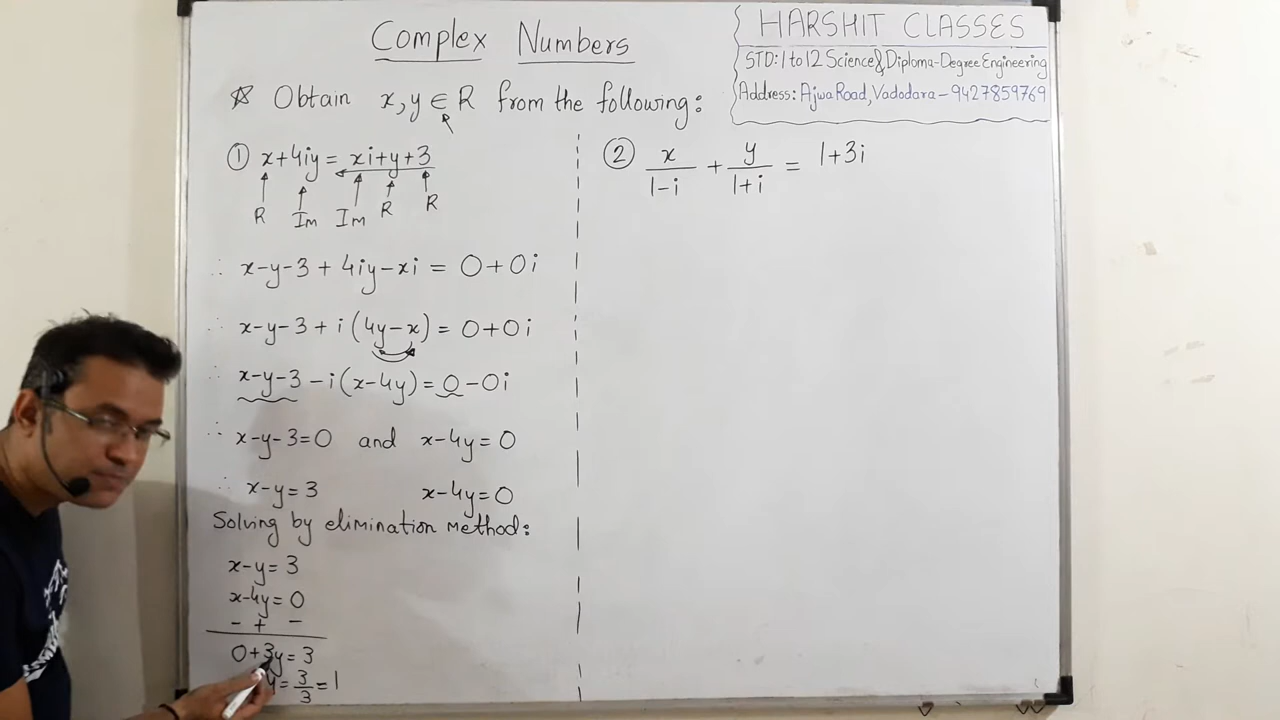 Complex Numbers
HARSHIT CLASSES
STD: 1 to 12 Science & Diploma-Degree Engineering
Address: Ajwa Road, Vadodara - 9427859769
☆ Obtain x, y ∈ R from the following:
① x+4iy = xi+y+3
R Im Im R R
∴ x-y-3 + 4iy-xi = 0+0i
∴ x-y-3 + i(4y-x) = 0+0i
∴ x-y-3 - i(x-4y) = 0-0i
∴ x-y-3=0 and x-4y=0
∴ x-y=3 x-4y=0
Solving by elimination method:
x-y=3
x-4y=0
- + -
0+3y=3
y=3/3=1
② x/(1-i) + y/(1+i) = 1+3i